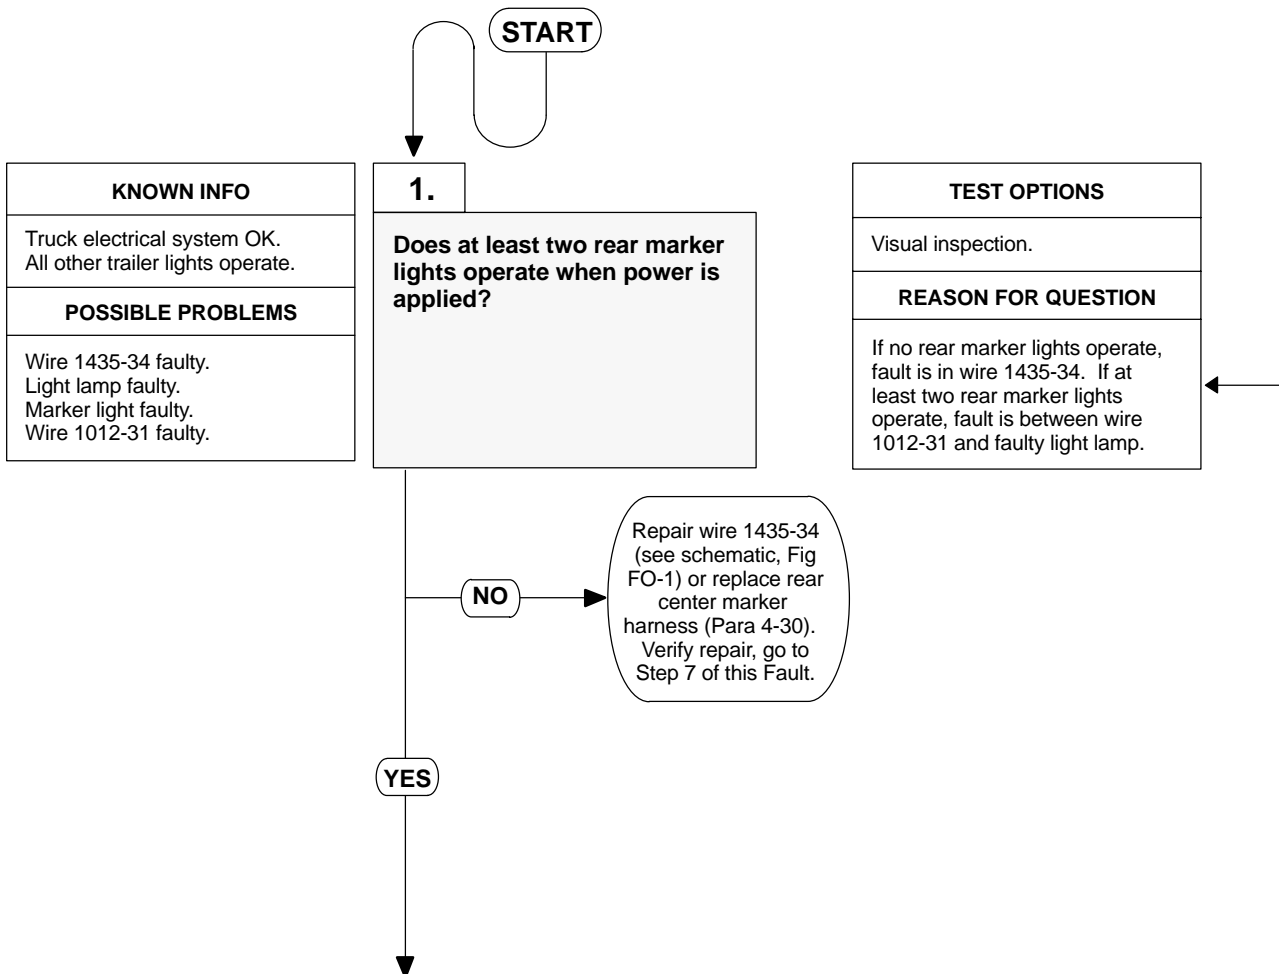 START
KNOWN INFO
Truck electrical system OK.
All other trailer lights operate.
POSSIBLE PROBLEMS
Wire 1435-34 faulty.
Light lamp faulty.
Marker light faulty.
Wire 1012-31 faulty.
1.
Does at least two rear marker
lights operate when power is
applied?
TEST OPTIONS
Visual inspection.
REASON FOR QUESTION
If no rear marker lights operate,
fault is in wire 1435-34.  If at
least two rear marker lights
operate, fault is between wire
1012-31 and faulty light lamp.
NO
Repair wire 1435-34
(see schematic, Fig
FO-1) or replace rear
center marker
harness (Para 4-30).
Verify repair, go to
Step 7 of this Fault.
YES